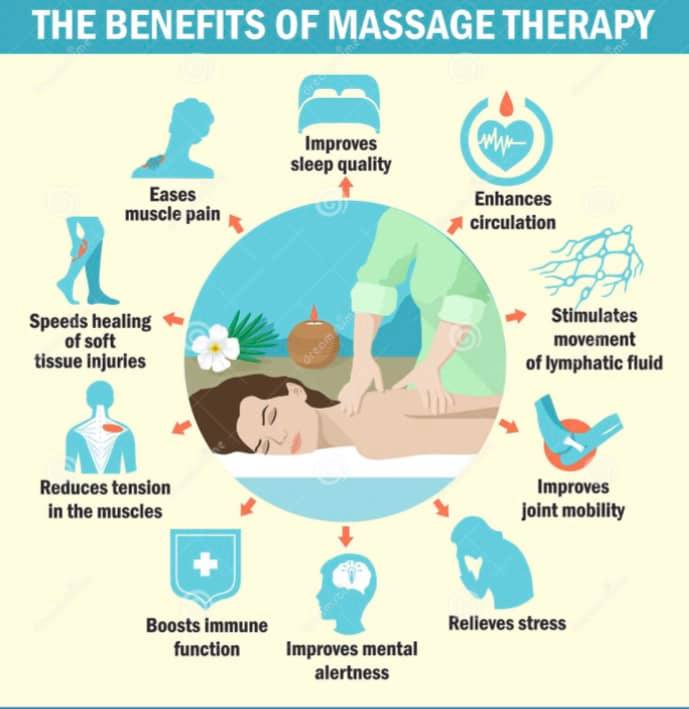 THE BENEFITS OF MASSAGE THERAPY
Improves
sleep quality
Enhances
circulation
Stimulates
movement
of lymphatic fluid
Improves
joint mobility
Relieves stress
Improves mental
alertness
Boosts immune
function
Reduces tension
in the muscles
Speeds healing
of soft
tissue injuries
Eases
muscle pain
dreamstime